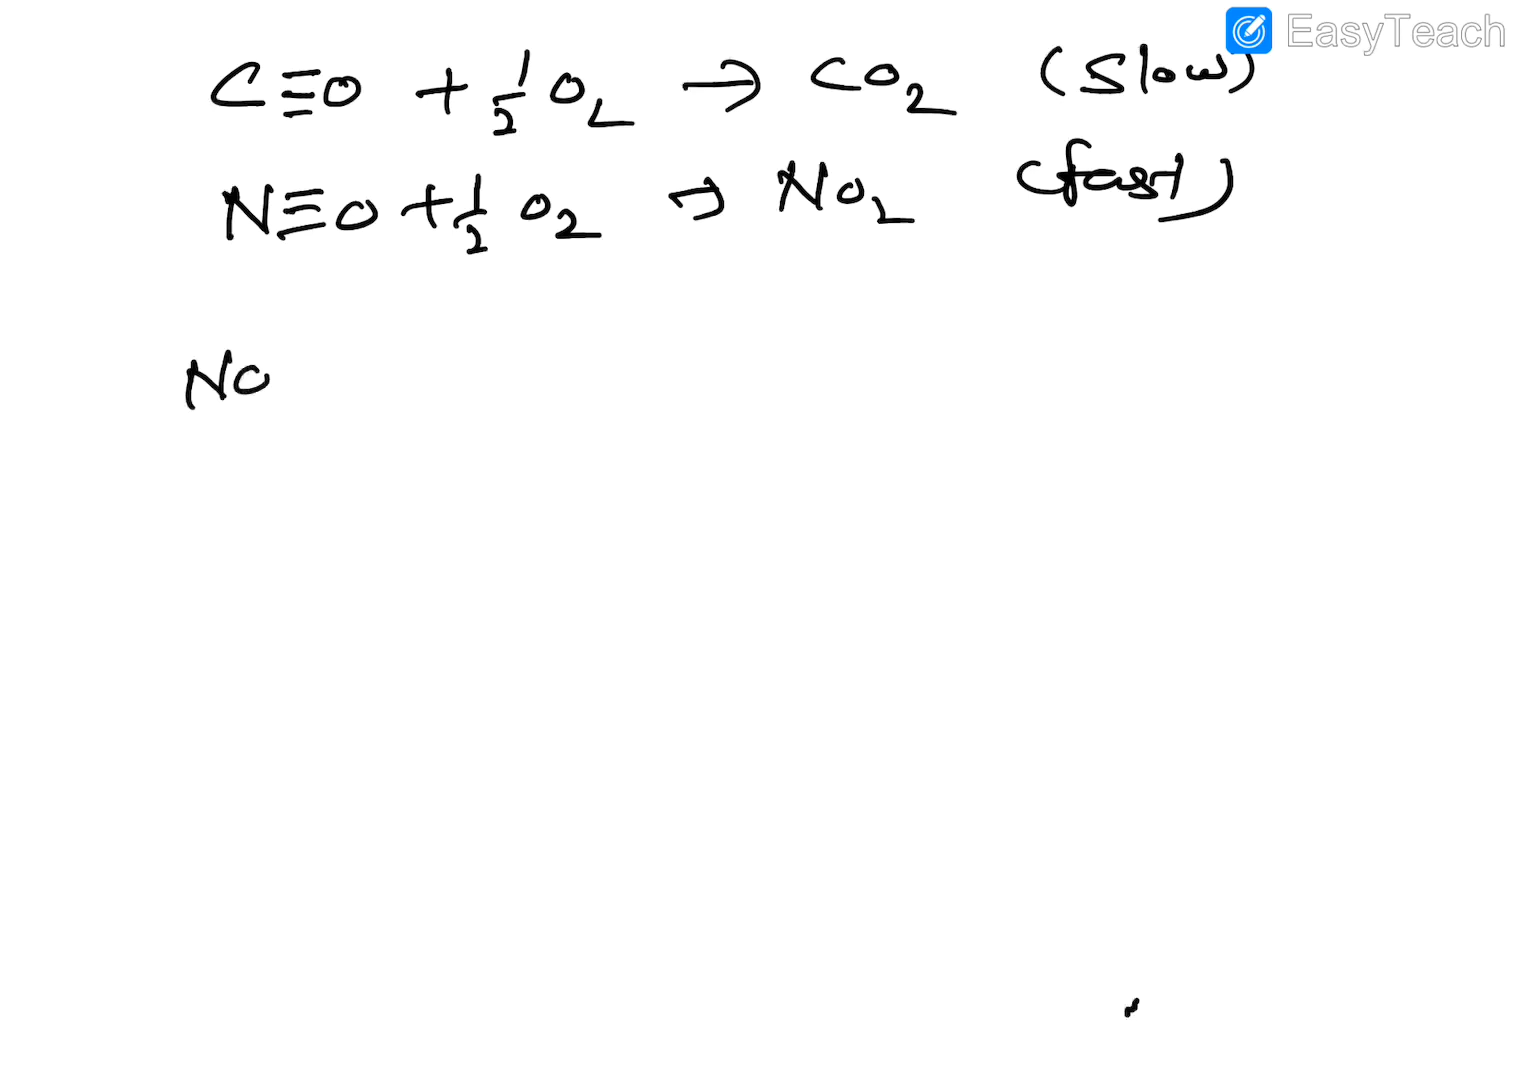 EasyTeach
C≡O + 1/2 O₂ → CO₂ (slow)
N≡O + 1/2 O₂ → NO₂ (fast)
NO